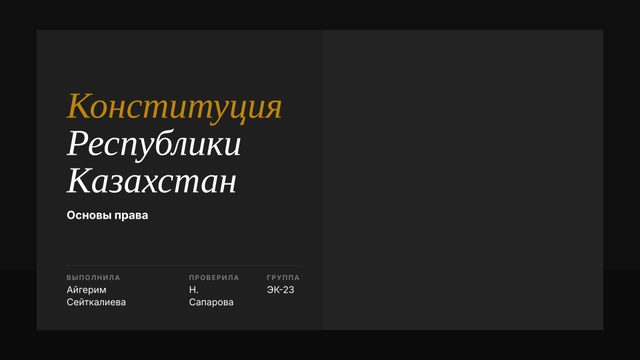 Конституция
Республики
Казахстан
Основы права
ВЫПОЛНИЛА
Айгерим
Сейткалиева
ПРОВЕРИЛА
Н.
Сапарова
ГРУППА
ЭК-23